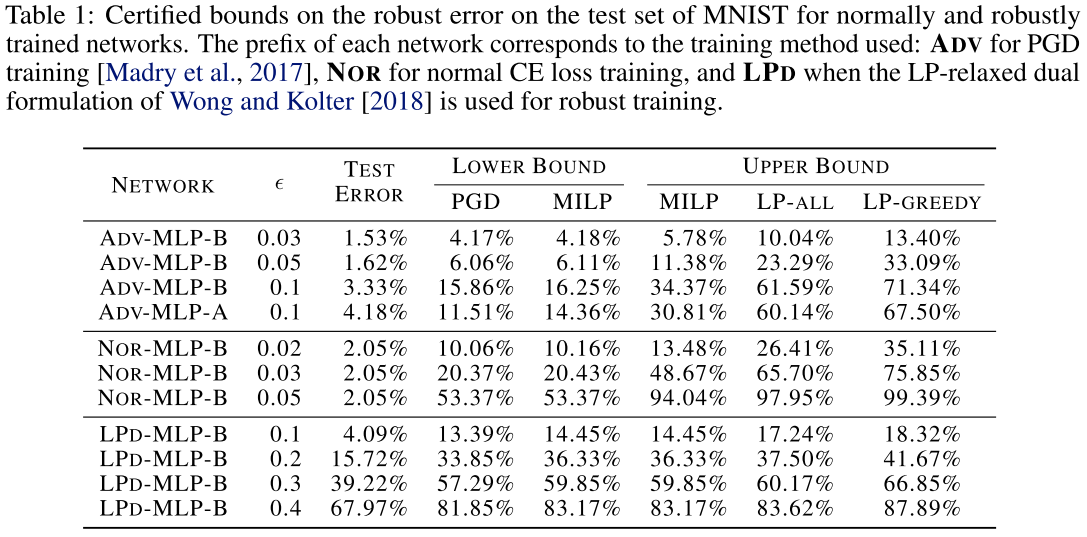 Table 1: Certified bounds on the robust error on the test set of MNIST for normally and robustly
trained networks. The prefix of each network corresponds to the training method used: ADV for PGD
training [Madry et al., 2017], NOR for normal CE loss training, and LPD when the LP-relaxed dual
formulation of Wong and Kolter [2018] is used for robust training.
NETWORK ϵ TEST ERROR LOWER BOUND UPPER BOUND
PGD MILP MILP LP-ALL LP-GREEDY
ADV-MLP-B 0.03 1.53% 4.17% 4.18% 5.78% 10.04% 13.40%
ADV-MLP-B 0.05 1.62% 6.06% 6.11% 11.38% 23.29% 33.09%
ADV-MLP-B 0.1 3.33% 15.86% 16.25% 34.37% 61.59% 71.34%
ADV-MLP-A 0.1 4.18% 11.51% 14.36% 30.81% 60.14% 67.50%
NOR-MLP-B 0.02 2.05% 10.06% 10.16% 13.48% 26.41% 35.11%
NOR-MLP-B 0.03 2.05% 20.37% 20.43% 48.67% 65.70% 75.85%
NOR-MLP-B 0.05 2.05% 53.37% 53.37% 94.04% 97.95% 99.39%
LPD-MLP-B 0.1 4.09% 13.39% 14.45% 14.45% 17.24% 18.32%
LPD-MLP-B 0.2 15.72% 33.85% 36.33% 36.33% 37.50% 41.67%
LPD-MLP-B 0.3 39.22% 57.29% 59.85% 59.85% 60.17% 66.85%
LPD-MLP-B 0.4 67.97% 81.85% 83.17% 83.17% 83.62% 87.89%